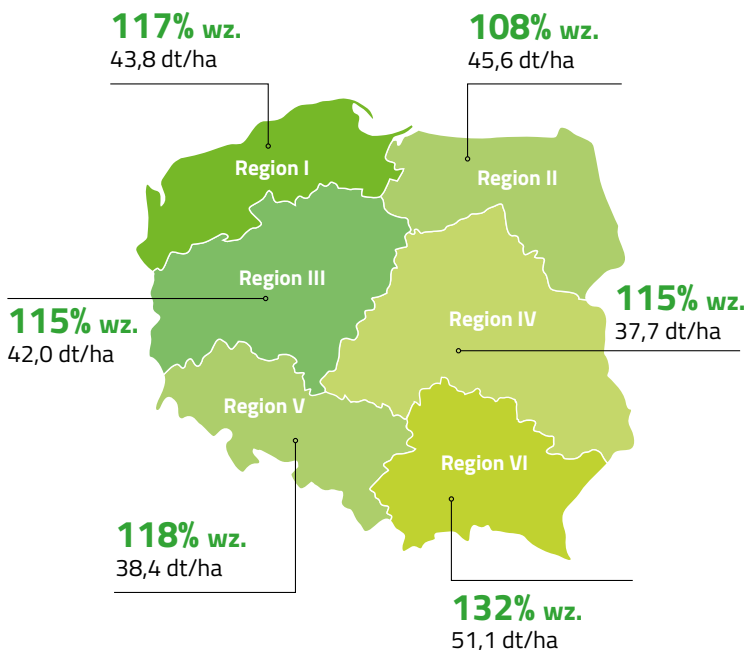 117% wz.
43,8 dt/ha
108% wz.
45,6 dt/ha
Region I
Region II
Region III
115% wz.
42,0 dt/ha
Region IV
115% wz.
37,7 dt/ha
Region V
Region VI
118% wz.
38,4 dt/ha
132% wz.
51,1 dt/ha